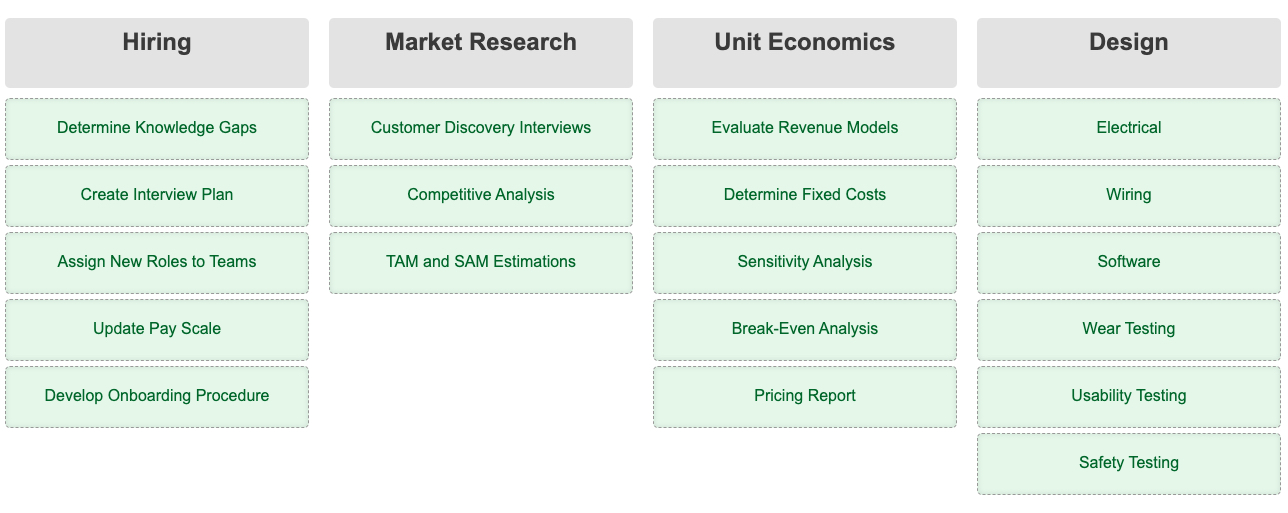 Hiring
Determine Knowledge Gaps
Create Interview Plan
Assign New Roles to Teams
Update Pay Scale
Develop Onboarding Procedure
Market Research
Customer Discovery Interviews
Competitive Analysis
TAM and SAM Estimations
Unit Economics
Evaluate Revenue Models
Determine Fixed Costs
Sensitivity Analysis
Break-Even Analysis
Pricing Report
Design
Electrical
Wiring
Software
Wear Testing
Usability Testing
Safety Testing